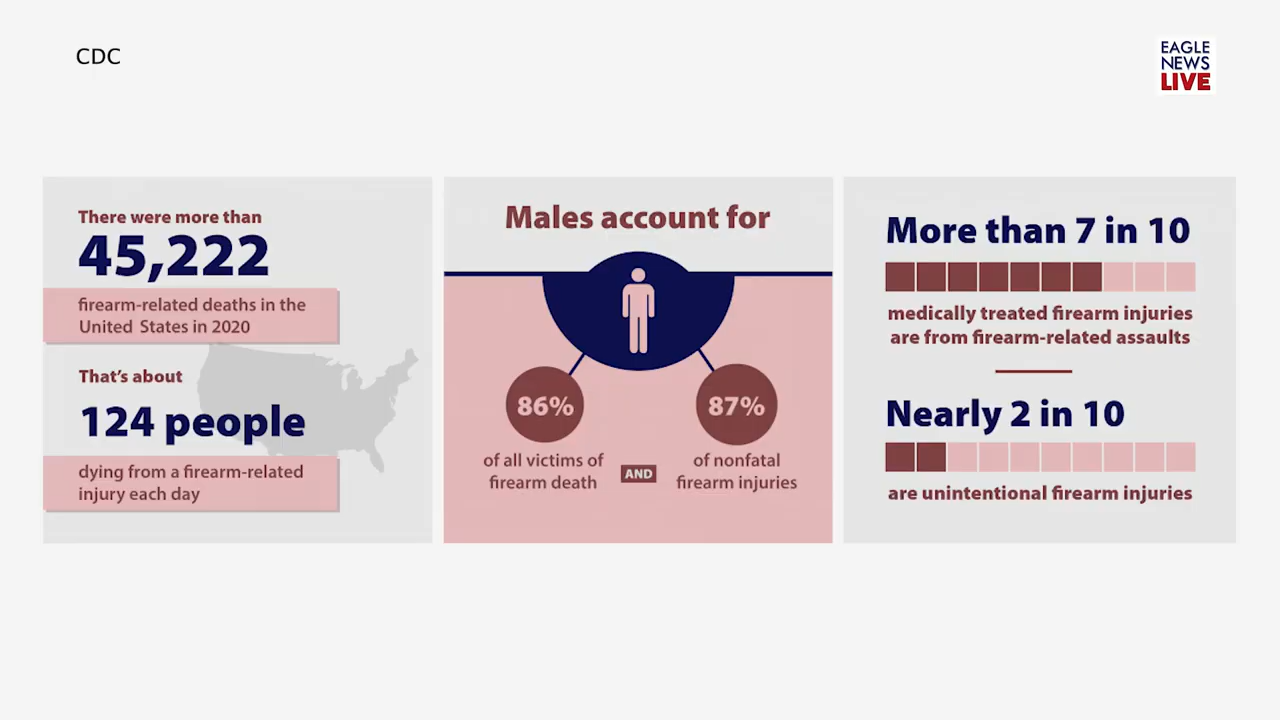 CDC
EAGLE
NEWS
LIVE
There were more than
45,222
firearm-related deaths in the
United States in 2020
That's about
124 people
dying from a firearm-related
injury each day
Males account for
86%
of all victims of
firearm death
AND
87%
of nonfatal
firearm injuries
More than 7 in 10
medically treated firearm injuries
are from firearm-related assaults
Nearly 2 in 10
are unintentional firearm injuries